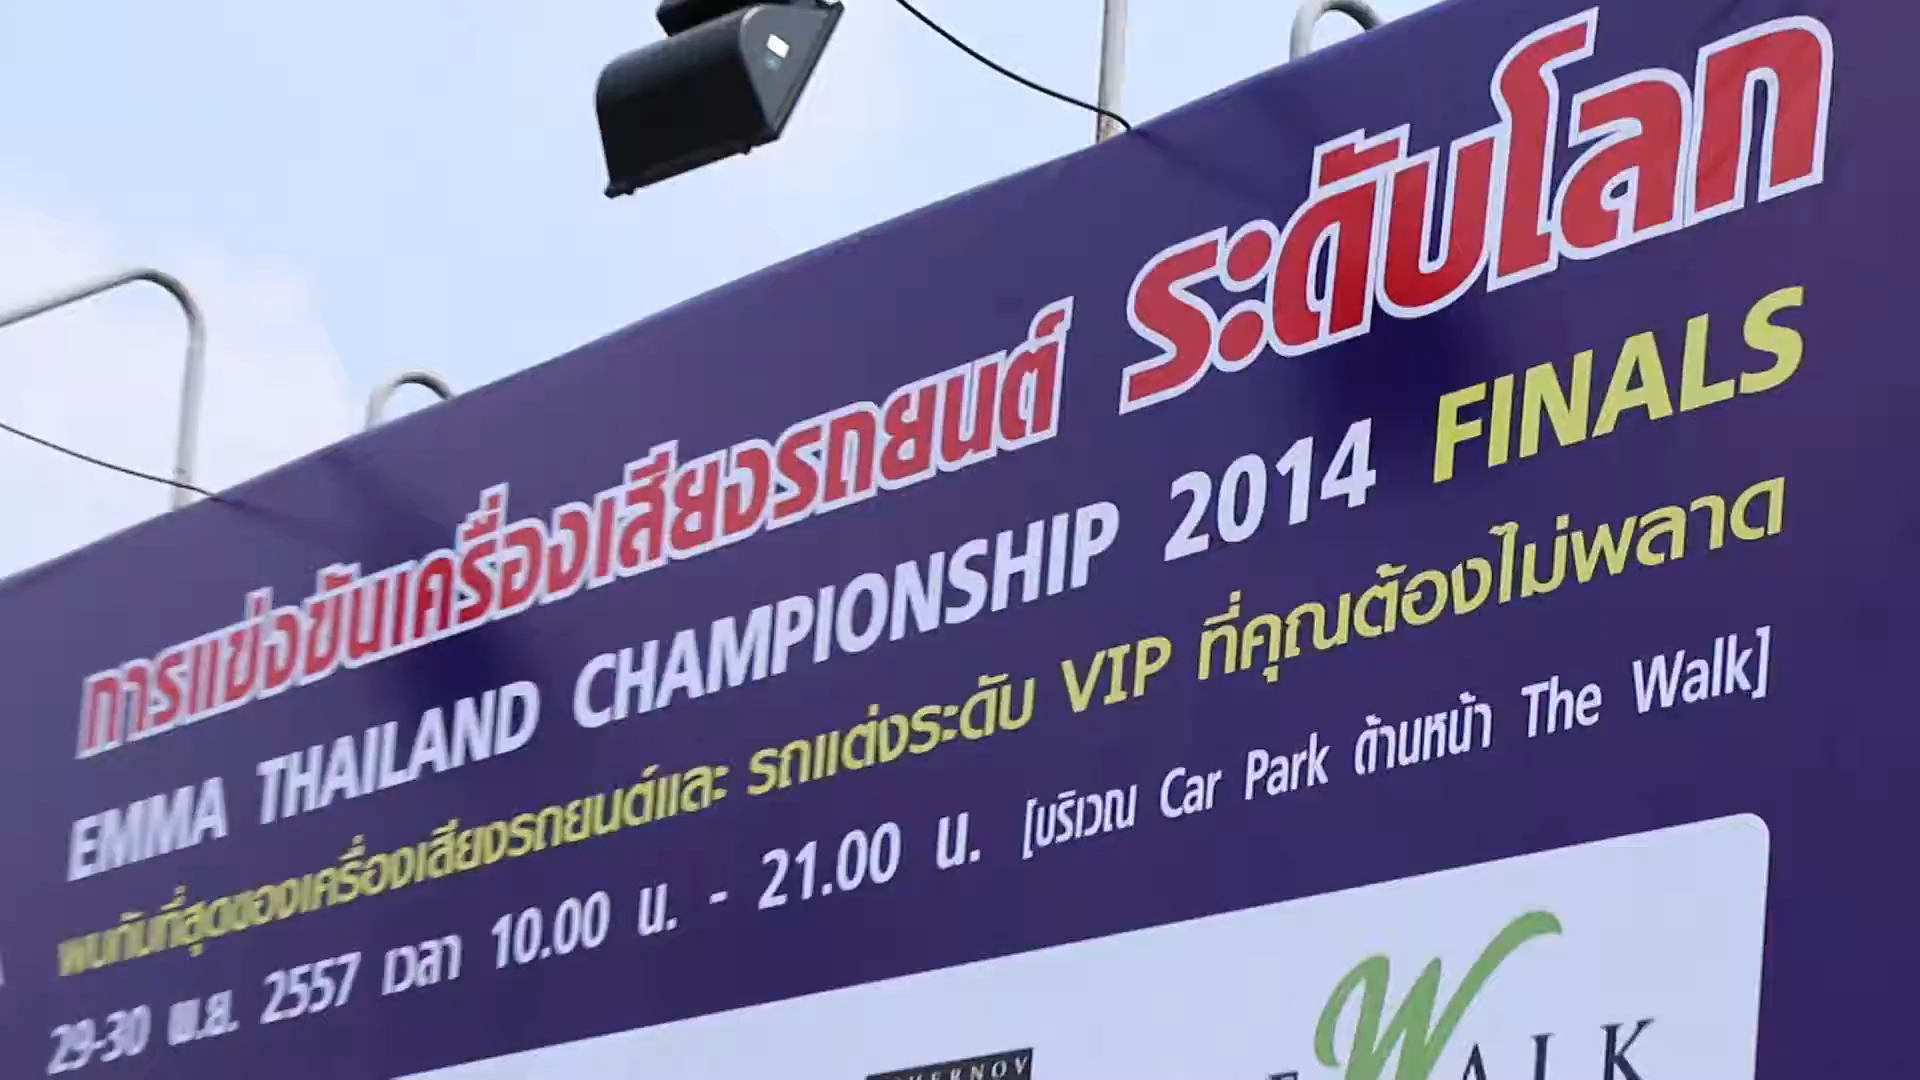 การแข่งขันเครื่องเสียงรถยนต์ ระดับโลก
EMMA THAILAND CHAMPIONSHIP 2014 FINALS
พบกับที่สุดของเครื่องเสียงรถยนต์และ รถแต่งระดับ VIP ที่คุณต้องไม่พลาด
29-30 พ.ย. 2557 เวลา 10.00 น. - 21.00 น. [บริเวณ Car Park ด้านหน้า The Walk]
WALK